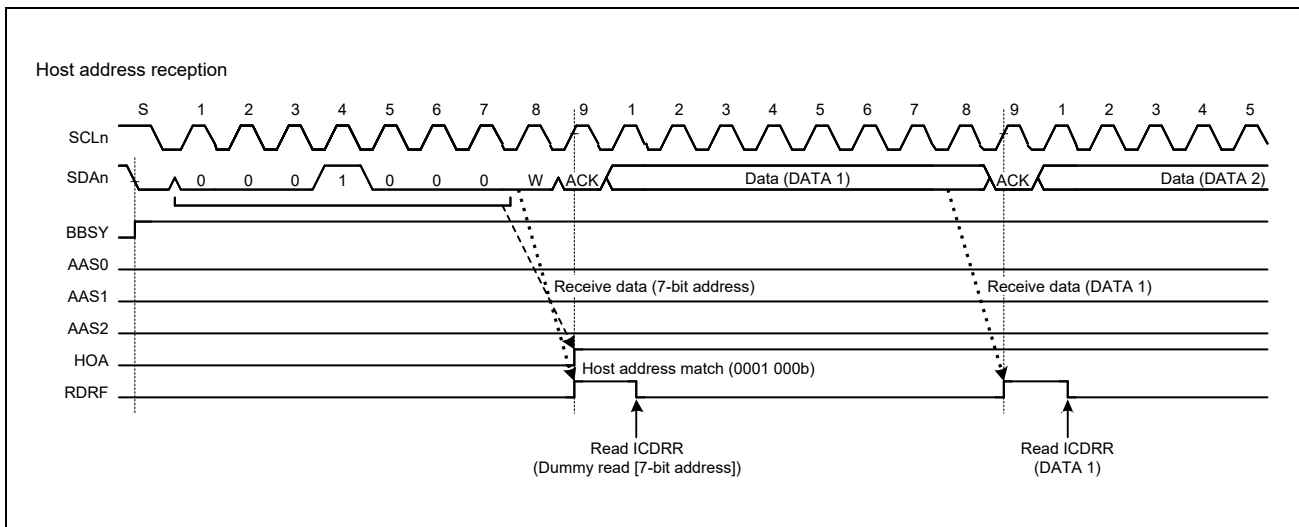 Host address reception
S 1 2 3 4 5 6 7 8 9 1 2 3 4 5 6 7 8 9 1 2 3 4 5
SCLn
SDAn 0 0 0 1 0 0 0 W ACK Data (DATA 1) ACK Data (DATA 2)
BBSY
AAS0
AAS1 Receive data (7-bit address) Receive data (DATA 1)
AAS2
HOA
Host address match (0001 000b)
RDRF
Read ICDRR Read ICDRR
(Dummy read [7-bit address]) (DATA 1)